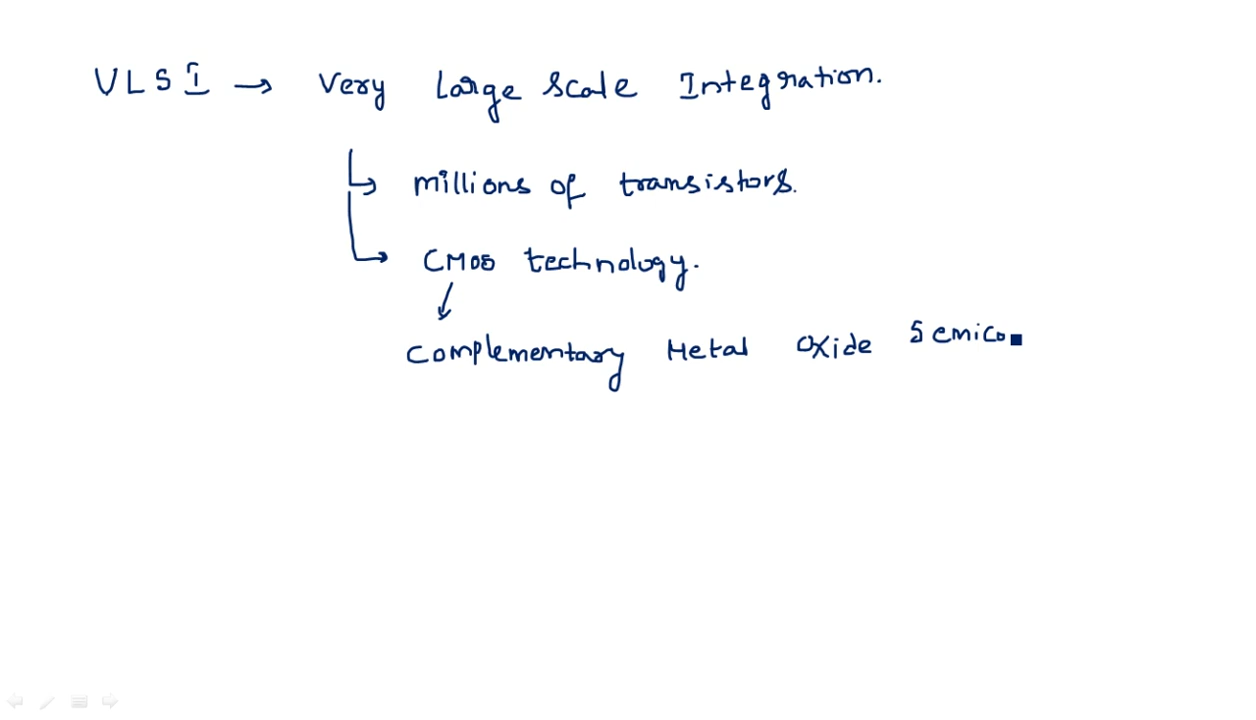 VLSI → Very Large Scale Integration.
↳ millions of transistors.
↳ CMOS technology.
↓
Complementary Metal Oxide Semico